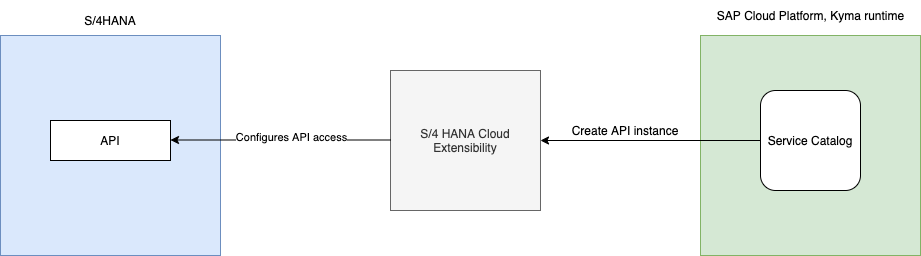 S/4HANA
SAP Cloud Platform, Kyma runtime
API
Configures API access
S/4 HANA Cloud
Extensibility
Create API instance
Service Catalog